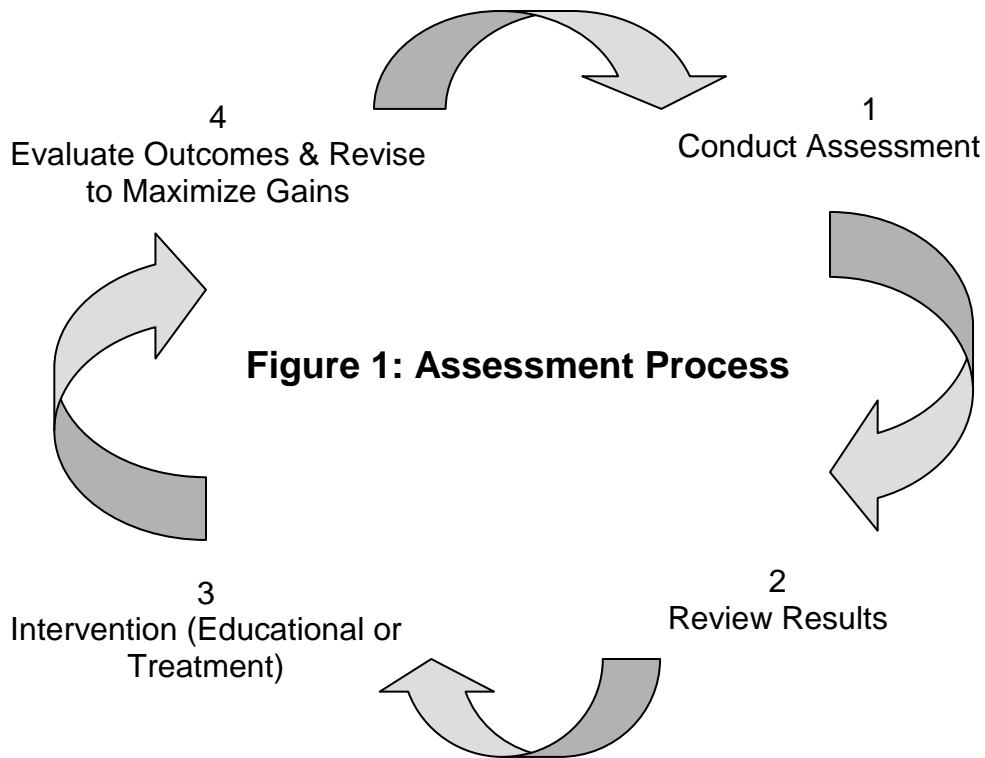 1
Conduct Assessment
2
Review Results
3
Intervention (Educational or
Treatment)
4
Evaluate Outcomes & Revise
to Maximize Gains
Figure 1: Assessment Process